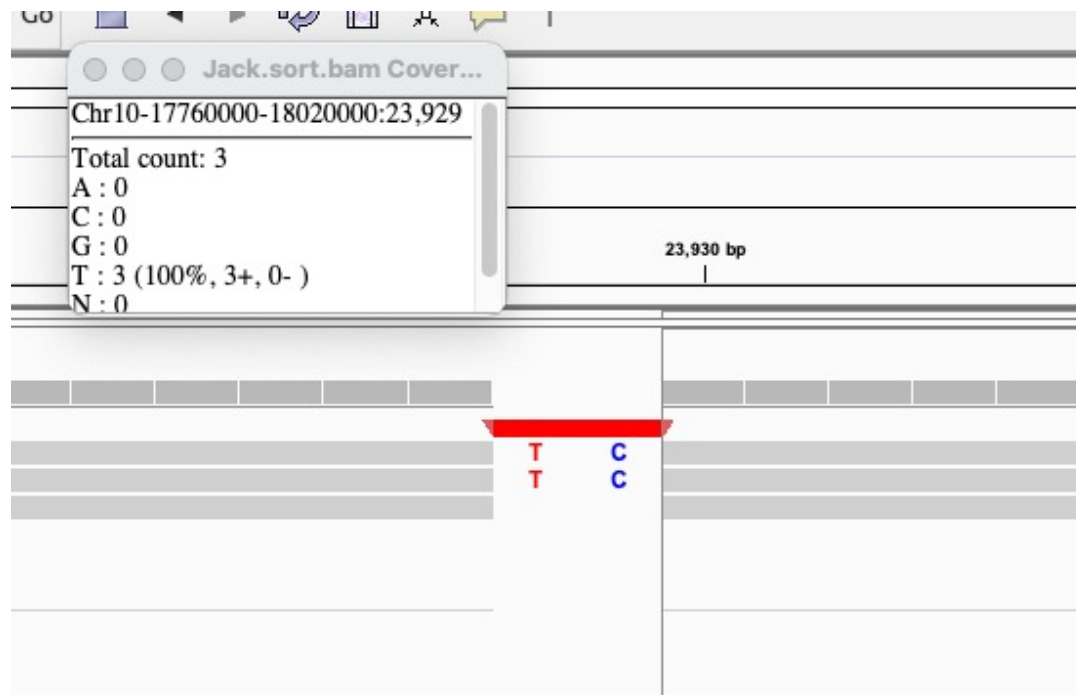 Go
Jack.sort.bam Cover...
Chr10-17760000-18020000:23,929
Total count: 3
A : 0
C : 0
G : 0
T : 3 (100%, 3+, 0- )
N : 0
23,930 bp
T C
T C